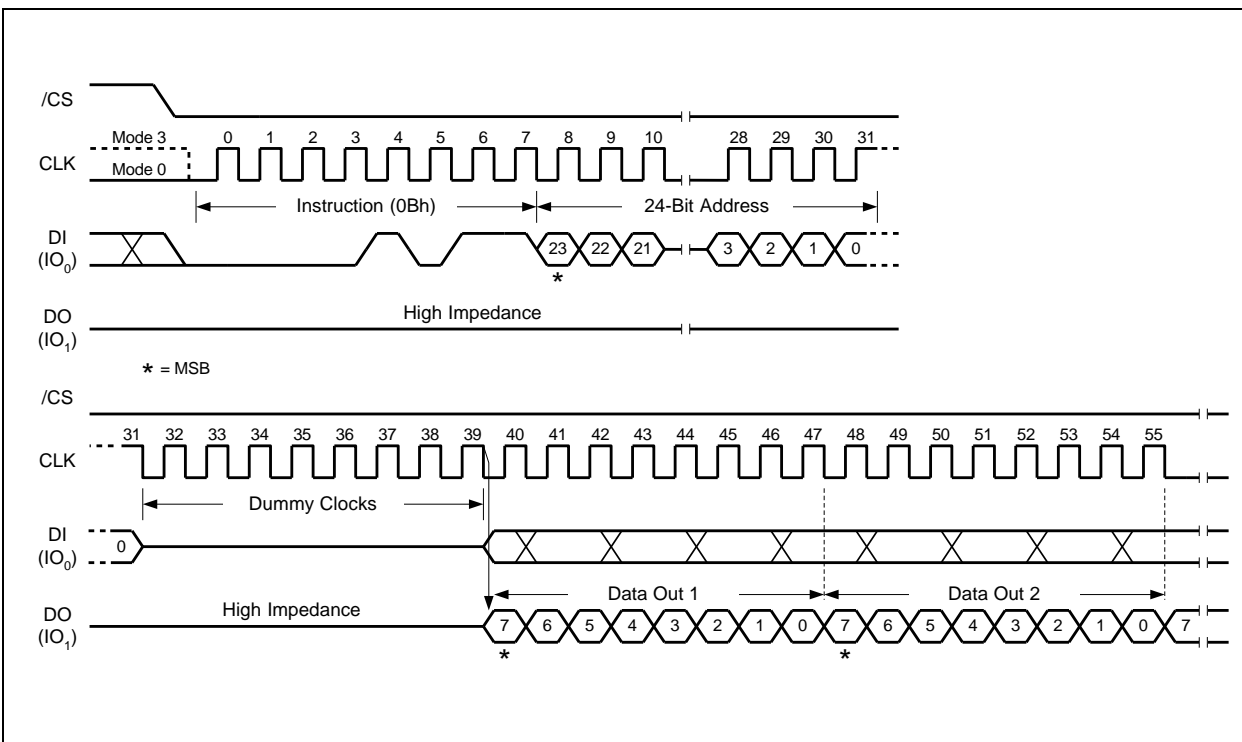 /CS
Mode 3 0 1 2 3 4 5 6 7 8 9 10 28 29 30 31
CLK
Mode 0
Instruction (0Bh) 24-Bit Address
DI
(IO0) 23 22 21 3 2 1 0
*
DO
(IO1) High Impedance
* = MSB
/CS
31 32 33 34 35 36 37 38 39 40 41 42 43 44 45 46 47 48 49 50 51 52 53 54 55
CLK
Dummy Clocks
DI
(IO0) 0
Data Out 1 Data Out 2
DO
(IO1) High Impedance 7 6 5 4 3 2 1 0 7 6 5 4 3 2 1 0 7
* *